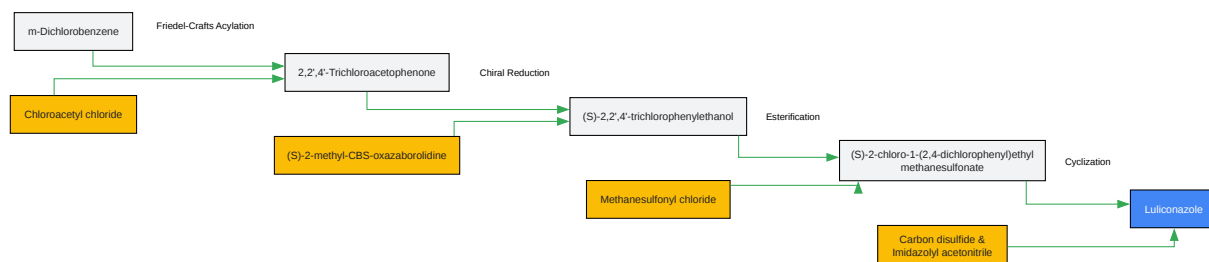 m-Dichlorobenzene
Friedel-Crafts Acylation
Chloroacetyl chloride
2,2',4'-Trichloroacetophenone
Chiral Reduction
(S)-2-methyl-CBS-oxazaborolidine
(S)-2,2',4'-trichlorophenylethanol
Esterification
Methanesulfonyl chloride
(S)-2-chloro-1-(2,4-dichlorophenyl)ethyl
methanesulfonate
Cyclization
Carbon disulfide &
Imidazolyl acetonitrile
Luliconazole